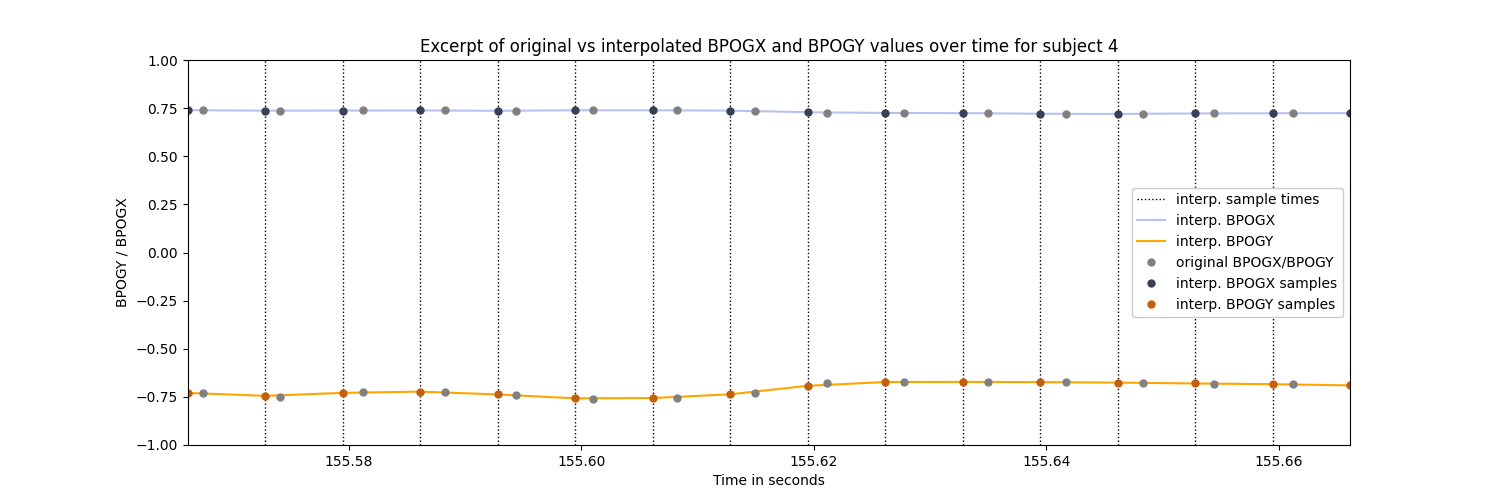 Excerpt of original vs interpolated BPOGX and BPOGY values over time for subject 4
1.00
0.75
0.50
0.25
0.00
−0.25
−0.50
−0.75
−1.00
BPOGY / BPOGX
interp. sample times
interp. BPOGX
interp. BPOGY
original BPOGX/BPOGY
interp. BPOGX samples
interp. BPOGY samples
155.58 155.60 155.62 155.64 155.66
Time in seconds